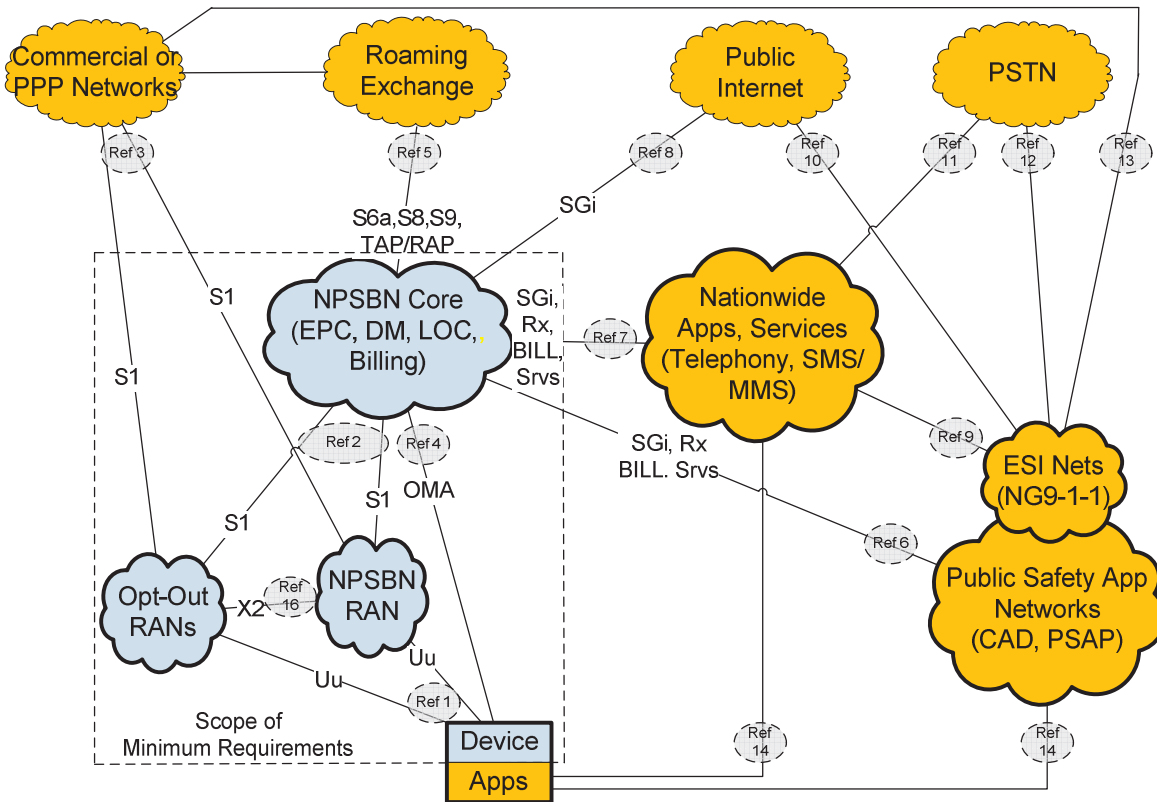 Commercial or
PPP Networks
Roaming
Exchange
Public
Internet
PSTN
Ref 3
Ref 5
Ref 8
Ref
10
Ref
11
Ref
12
Ref
13
SGi
S6a,S8,S9,
TAP/RAP
S1
S1
NPSBN Core
(EPC, DM, LOC,,
Billing)
SGi,
Rx,
BILL,
Srvs
Ref 7
Nationwide
Apps, Services
(Telephony, SMS/
MMS)
Ref 2
Ref 4
Ref 9
SGi, Rx
BILL. Srvs
ESI Nets
(NG9-1-1)
OMA
S1
S1
Ref 6
Opt-Out
RANs
X2
Ref
16
NPSBN
RAN
Public Safety App
Networks
(CAD, PSAP)
Uu
Uu
Ref 1
Scope of
Minimum Requirements
Device
Apps
Ref
14
Ref
14